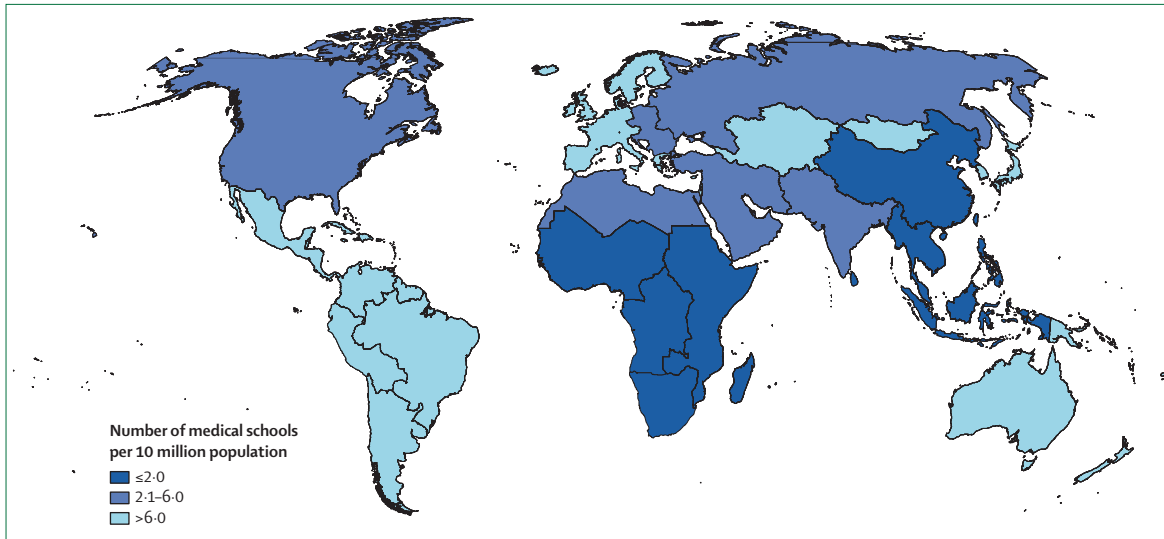 Number of medical schools
per 10 million population
≤2·0
2·1–6·0
>6·0